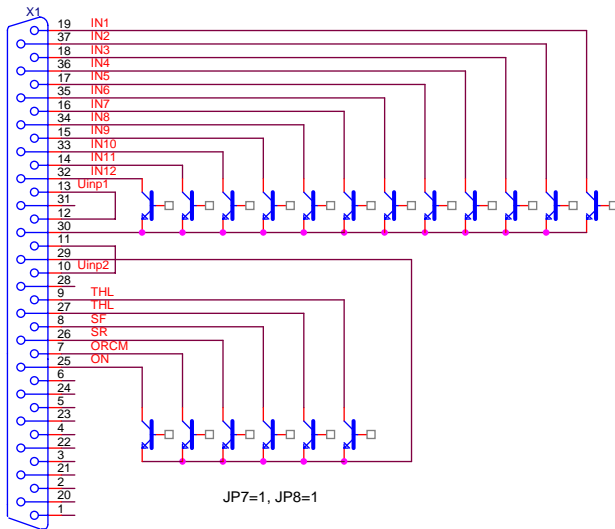 X1
19 IN1
37 IN2
18 IN3
36 IN4
17 IN5
35 IN6
16 IN7
34 IN8
15 IN9
33 IN10
14 IN11
32 IN12
13 Uinp1
31
12
30
11
29
10 Uinp2
28
9 THL
27 THL
8 SF
26 SR
7 ORCM
25 ON
6
24
5
23
4
22
3
21
2
20
1
JP7=1, JP8=1